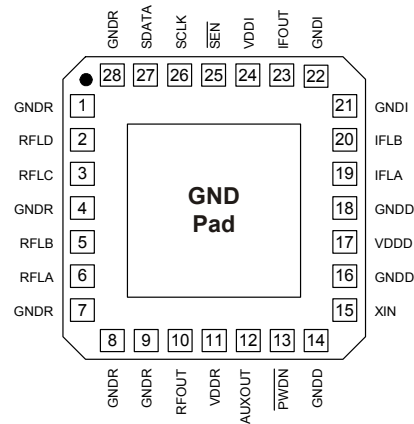 GNDR SDATA SCLK S̅E̅N̅ VDDI IFOUT GNDI
28 27 26 25 24 23 22
GNDR 1 21 GNDI
RFLD 2 20 IFLB
RFLC 3 19 IFLA
GNDR 4 18 GNDD
GND
Pad
RFLB 5 17 VDDD
RFLA 6 16 GNDD
GNDR 7 15 XIN
8 9 10 11 12 13 14
GNDR GNDR RFOUT VDDR AUXOUT P̅W̅D̅N̅ GNDD